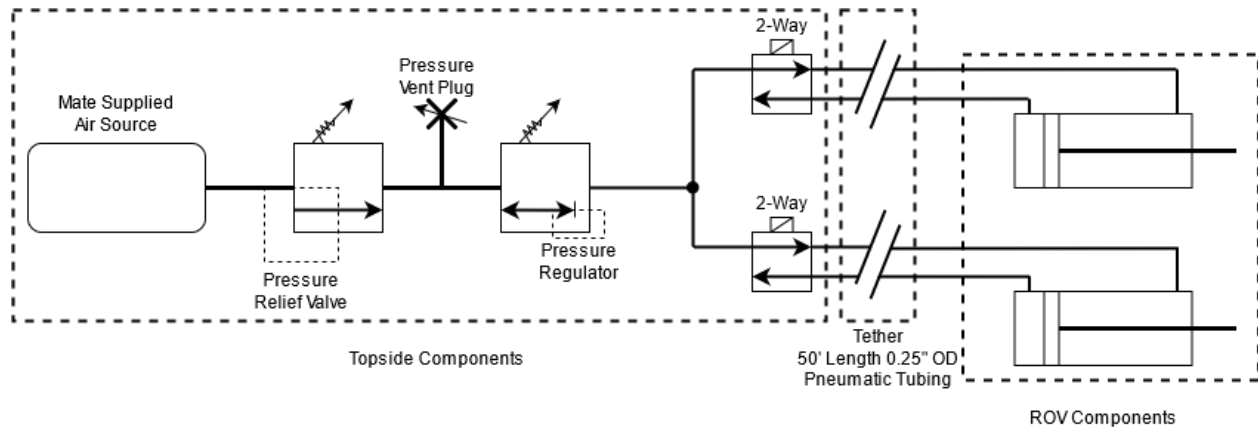 Mate Supplied
Air Source
Pressure
Vent Plug
2-Way
Pressure
Relief Valve
Pressure
Regulator
2-Way
Topside Components
Tether
50' Length 0.25" OD
Pneumatic Tubing
ROV Components